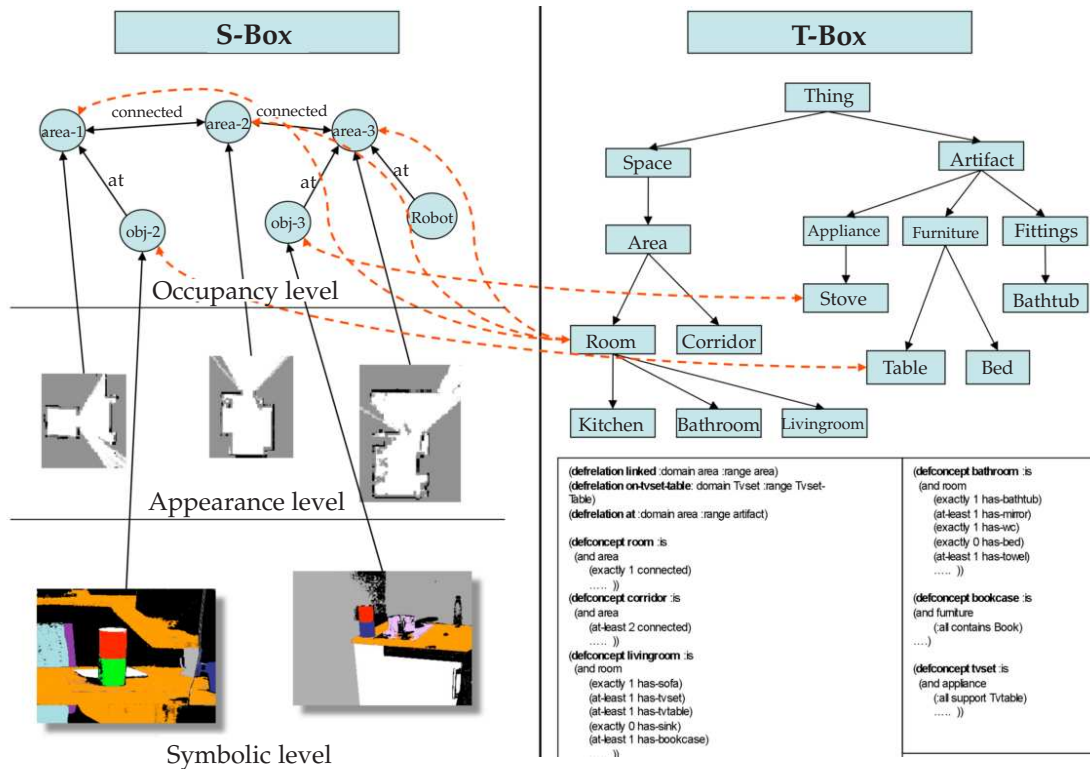 S-Box
connected
connected
area-1
area-2
area-3
at
at
at
obj-2
obj-3
Robot
Occupancy level
Appearance level
Symbolic level
T-Box
Thing
Space
Artifact
Area
Appliance
Furniture
Fittings
Stove
Bathtub
Room
Corridor
Table
Bed
Kitchen
Bathroom
Livingroom
(defrelation linked :domain area :range area)
(defrelation on-tvset-table: domain Tvset :range Tvset-
Table)
(defrelation at :domain area :range artifact)
(defconcept room :is
(and area
(exactly 1 connected)
….. ))
(defconcept corridor :is
(and area
(at-least 2 connected)
….. ))
(defconcept livingroom :is
(and room
(exactly 1 has-sofa)
(at-least 1 has-tvset)
(at-least 1 has-tvtable)
(exactly 0 has-sink)
(at-least 1 has-bookcase)
….. ))
(defconcept bathroom :is
(and room
(exactly 1 has-bathtub)
(at-least 1 has-mirror)
(exactly 1 has-wc)
(exactly 0 has-bed)
(at-least 1 has-towel)
….. ))
(defconcept bookcase :is
(and furniture
(:all contains Book)
….)
(defconcept tvset :is
(and appliance
(:all support Tvtable)
….. ))